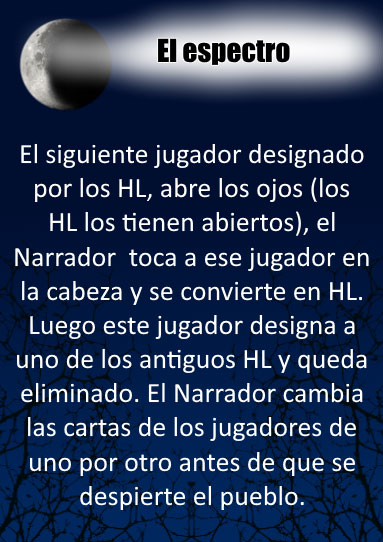 El espectro
El siguiente jugador designado
por los HL, abre los ojos (los
HL los tienen abiertos), el
Narrador  toca a ese jugador en
la cabeza y se convierte en HL.
Luego este jugador designa a
uno de los antiguos HL y queda
eliminado. El Narrador cambia
las cartas de los jugadores de
uno por otro antes de que se
despierte el pueblo.